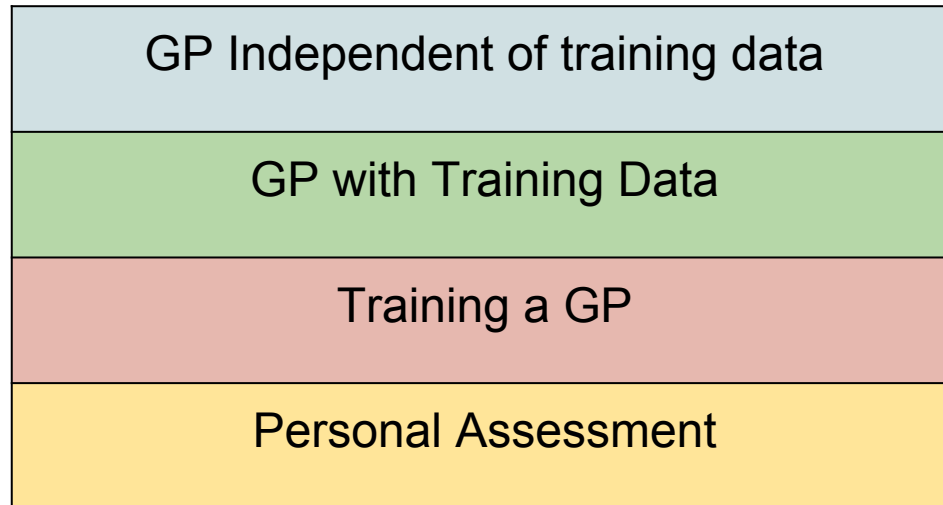 GP Independent of training data
GP with Training Data
Training a GP
Personal Assessment